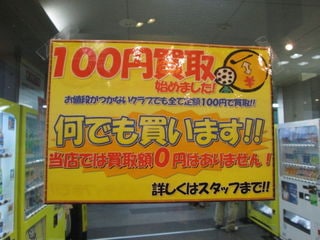 100円買取
始めました!
お値段がつかないクラブでも全て定額100円で買取!!
何でも買います!!
当店では買取額0円はありません!
詳しくはスタッフまで!!